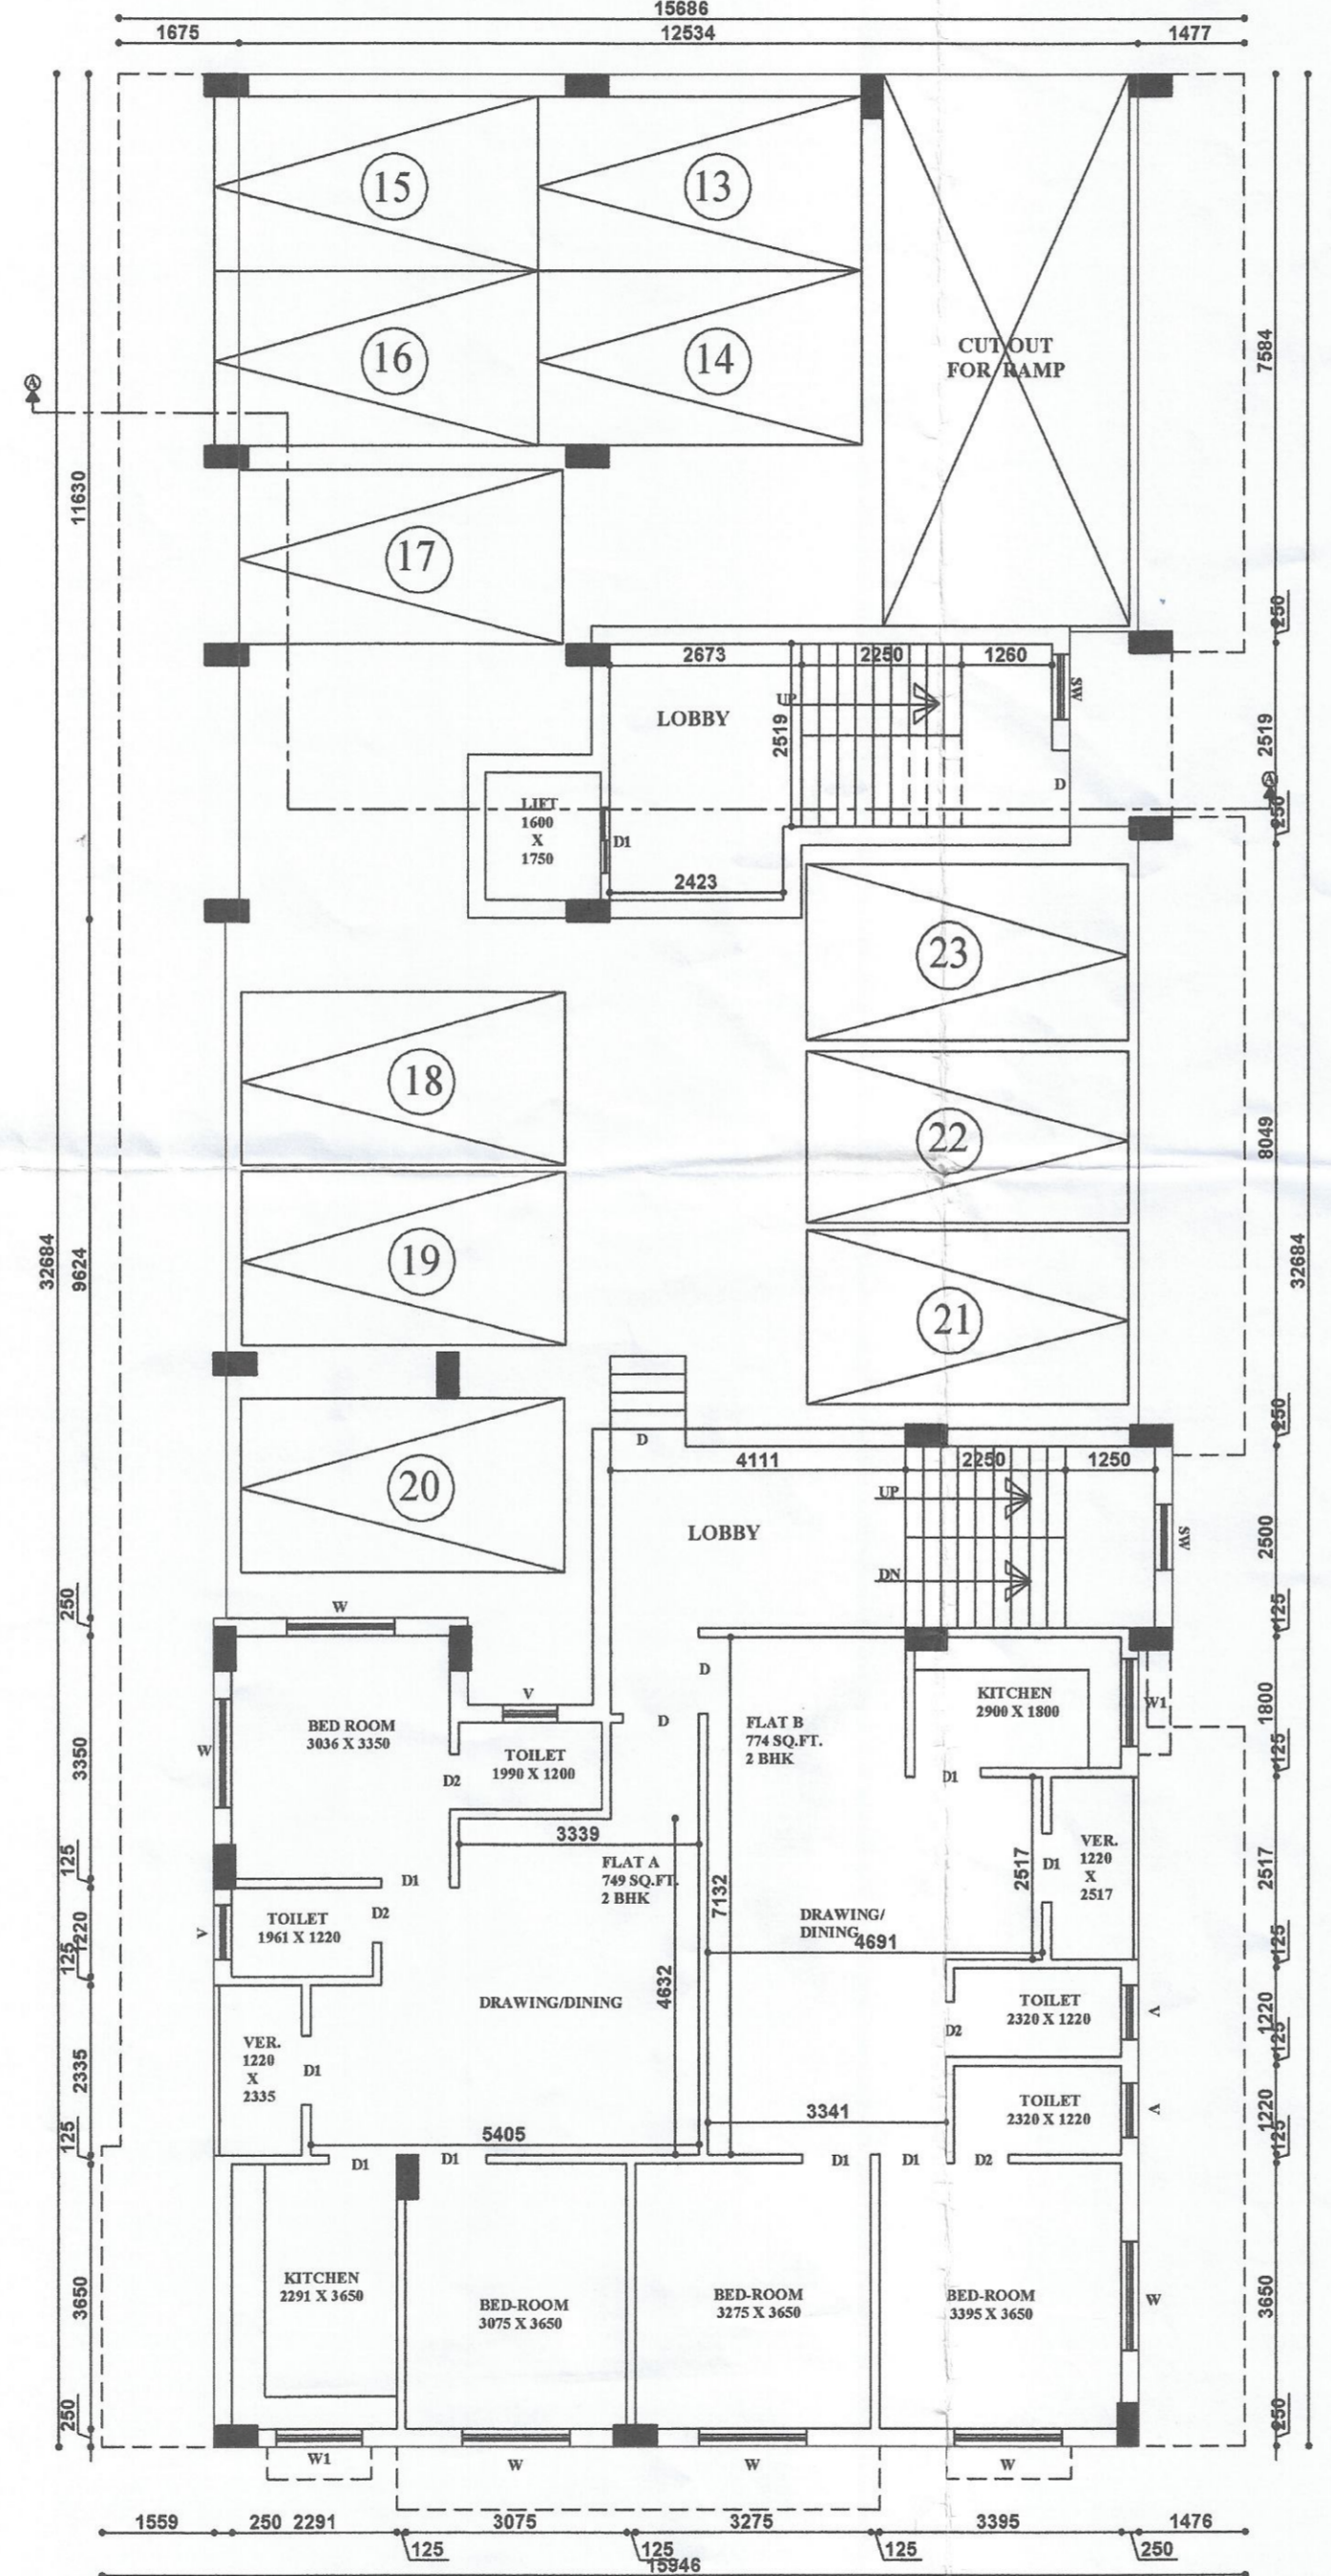 15686
1675
12534
1477
15
13
16
14
CUT OUT
FOR RAMP
7584
A
11630
17
250
2673
2250
1260
SW
UP
LOBBY
2519
2519
D
A
250
LIFT
1600
X
1750
D1
2423
23
18
22
8049
32684
9624
19
32684
21
250
D
4111
2250
1250
20
UP
LOBBY
SW
2500
DN
250
W
125
D
KITCHEN
2900 X 1800
W1
1800
V
D
FLAT B
774 SQ.FT.
2 BHK
BED ROOM
3036 X 3350
W
3350
TOILET
1990 X 1200
D2
D1
125
3339
VER.
1220
X
2517
D1
2517
2517
FLAT A
749 SQ.FT.
2 BHK
125
D1
7132
TOILET
1961 X 1220
D2
V
1220
DRAWING/
DINING
4691
125
125
4632
DRAWING/DINING
TOILET
2320 X 1220
V
1220
D2
125
VER.
1220
X
2335
D1
2335
TOILET
2320 X 1220
V
1220
3341
125
5405
125
D1
D1
D1
D1
D2
KITCHEN
2291 X 3650
BED-ROOM
3075 X 3650
BED-ROOM
3275 X 3650
BED-ROOM
3395 X 3650
W
3650
3650
250
250
W1
W
W
W
1559
250
2291
3075
3275
3395
1476
125
125
125
250
15946